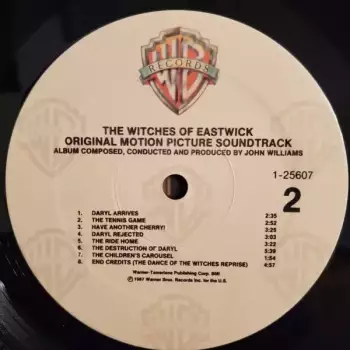 WB
RECORDS
THE WITCHES OF EASTWICK
ORIGINAL MOTION PICTURE SOUNDTRACK
ALBUM COMPOSED, CONDUCTED AND PRODUCED BY JOHN WILLIAMS
1-25607
2
1. DARYL ARRIVES 2:35
2. THE TENNIS GAME 2:52
3. HAVE ANOTHER CHERRY! 3:25
4. DARYL REJECTED 3:03
5. THE RIDE HOME 3:22
6. THE DESTRUCTION OF DARYL 5:39
7. THE CHILDREN'S CAROUSEL 1:54
8. END CREDITS (THE DANCE OF THE WITCHES REPRISE) 4:57
Warner-Tamerlane Publishing Corp. BMI
℗ 1987 Warner Bros. Records Inc. for the U.S.